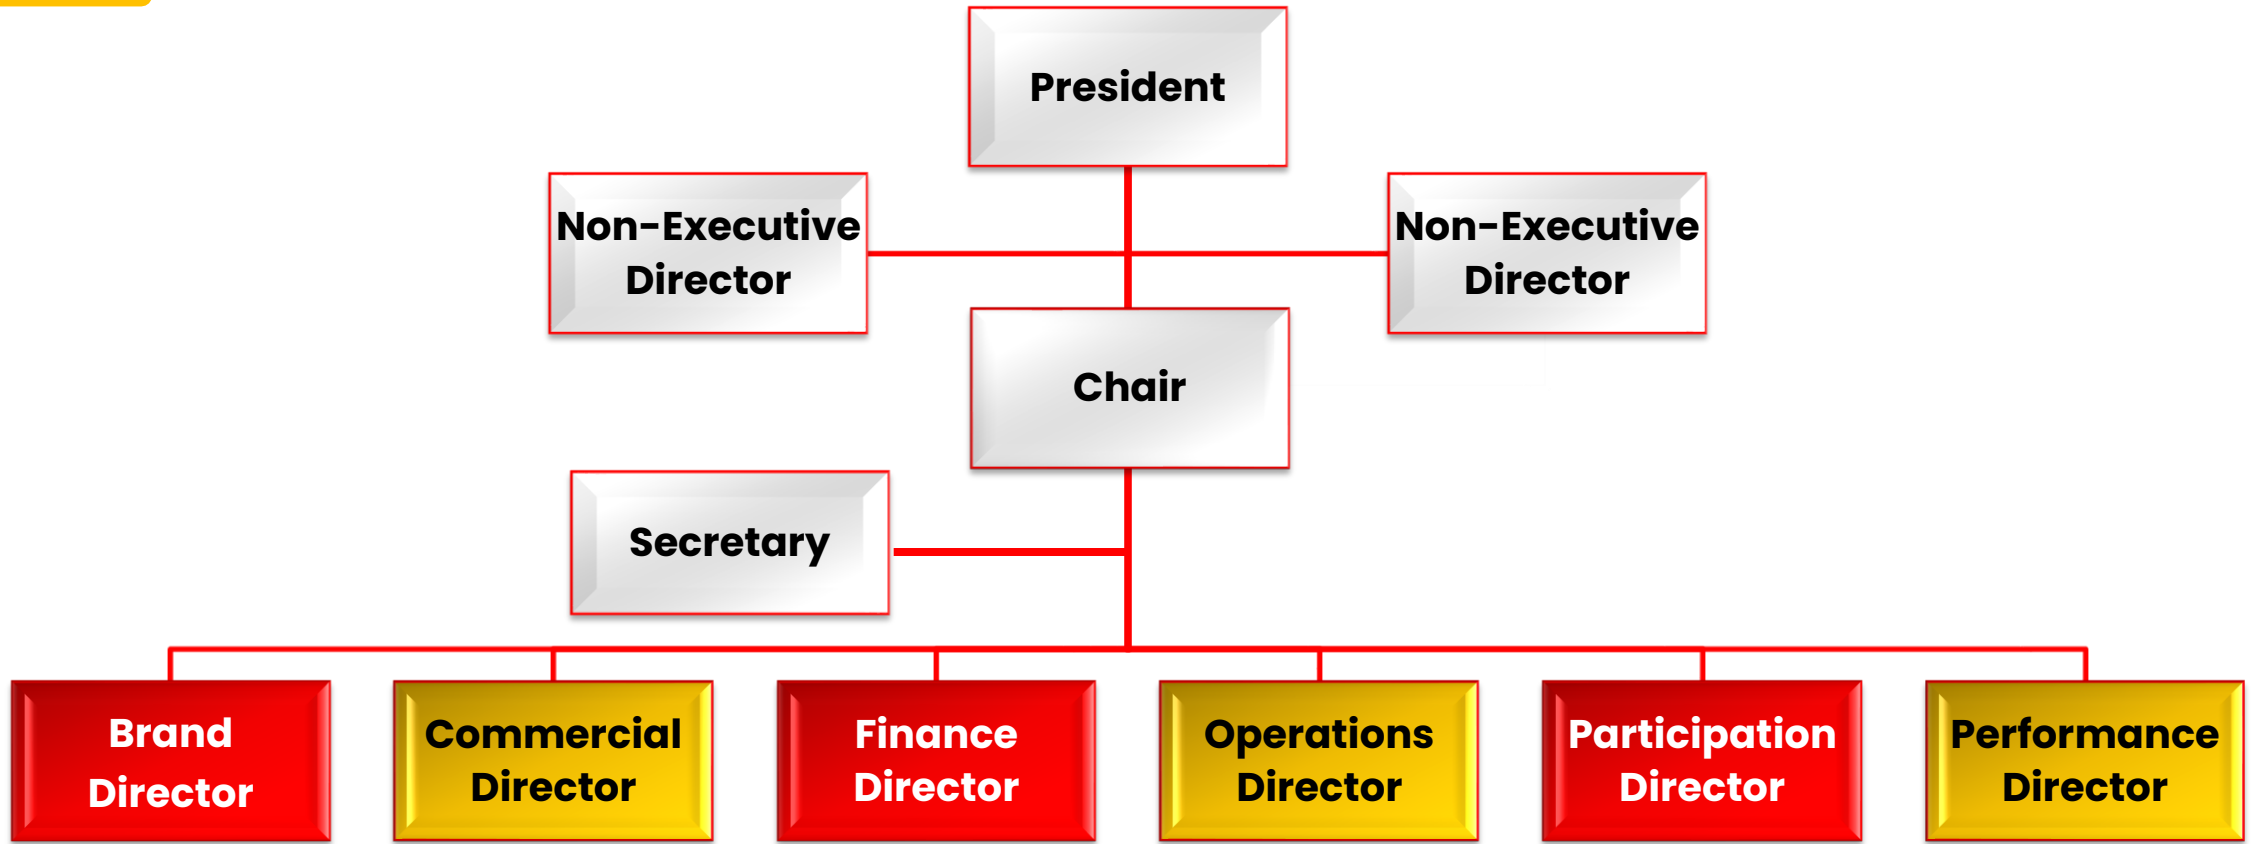 President
Non-Executive
Director
Non-Executive
Director
Chair
Secretary
Brand
Director
Commercial
Director
Finance
Director
Operations
Director
Participation
Director
Performance
Director